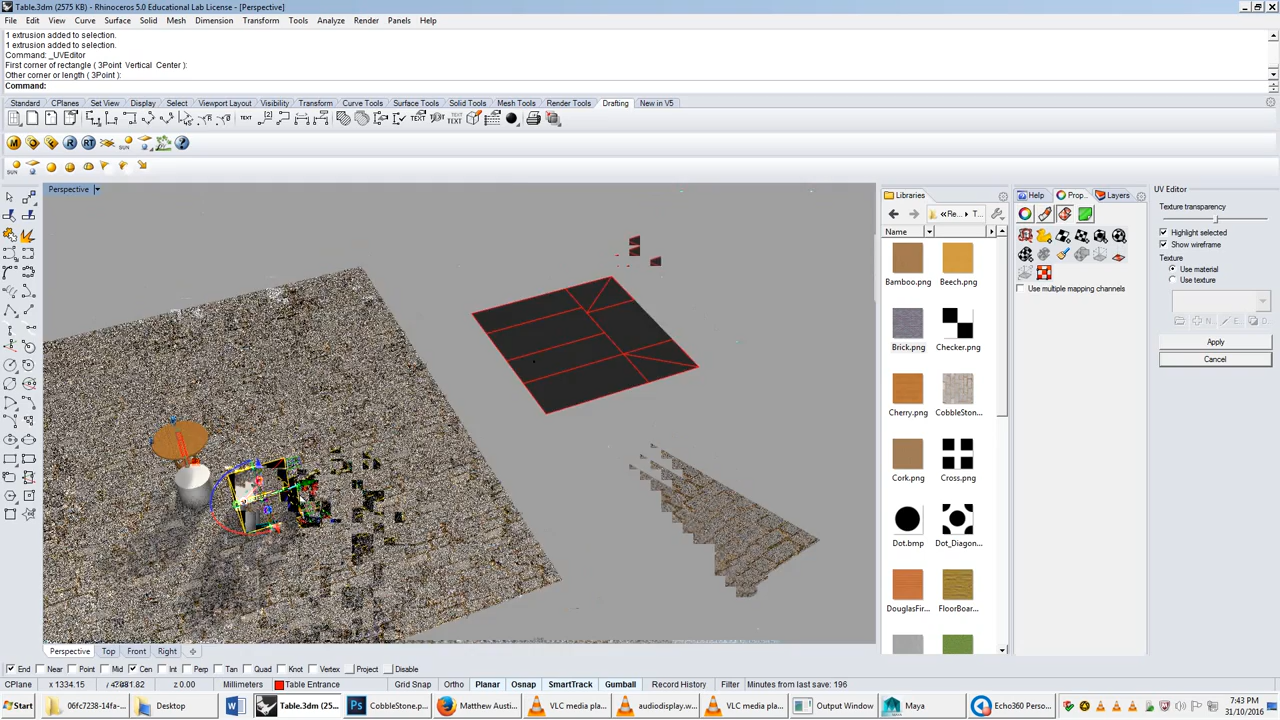 Table.3dm (2575 KB) - Rhinoceros 5.0 Educational Lab License - [Perspective]
File Edit View Curve Surface Solid Mesh Dimension Transform Tools Analyze Render Panels Help
1 extrusion added to selection.
1 extrusion added to selection.
Command: _UVEditor
First corner of rectangle ( 3Point Vertical Center ):
Other corner or length ( 3Point ):
Command:
Standard CPlanes Set View Display Select Viewport Layout Visibility Transform Curve Tools Surface Tools Solid Tools Mesh Tools Render Tools Drafting New in V5
Perspective
Libraries
Help Prop... Layers
UV Editor
Texture transparency
Highlight selected
Show wireframe
Texture
Use material
Use texture
Apply
Cancel
«Re... T...
Name
Use multiple mapping channels
Bamboo.png Beech.png
Brick.png Checker.png
Cherry.png CobbleSton...
Cork.png Cross.png
Dot.bmp Dot_Diagon...
DouglasFir... FloorBoar...
Perspective Top Front Right
End Near Point Mid Cen Int Perp Tan Quad Knot Vertex Project Disable
CPlane x 1334.15 z 0.00 Millimeters Table Entrance Grid Snap Ortho Planar Osnap SmartTrack Gumball Record History Filter Minutes from last save: 196
Start 06fc7238-14fa-... Desktop Table.3dm (25... CobbleStone.p... Matthew Austi... VLC media pla... audiodisplay.w... VLC media pla... Output Window Maya Echo360 Perso...
7:43 PM
31/10/2016